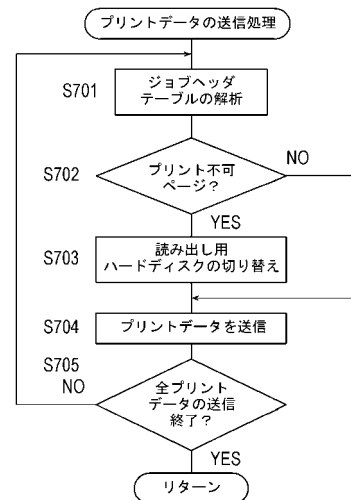 プリントデータの送信処理
S701
ジョブヘッダ
テーブルの解析
S702
プリント不可
ページ?
NO
YES
S703
読み出し用
ハードディスクの切り替え
S704
プリントデータを送信
S705
NO
全プリント
データの送信
終了?
YES
リターン